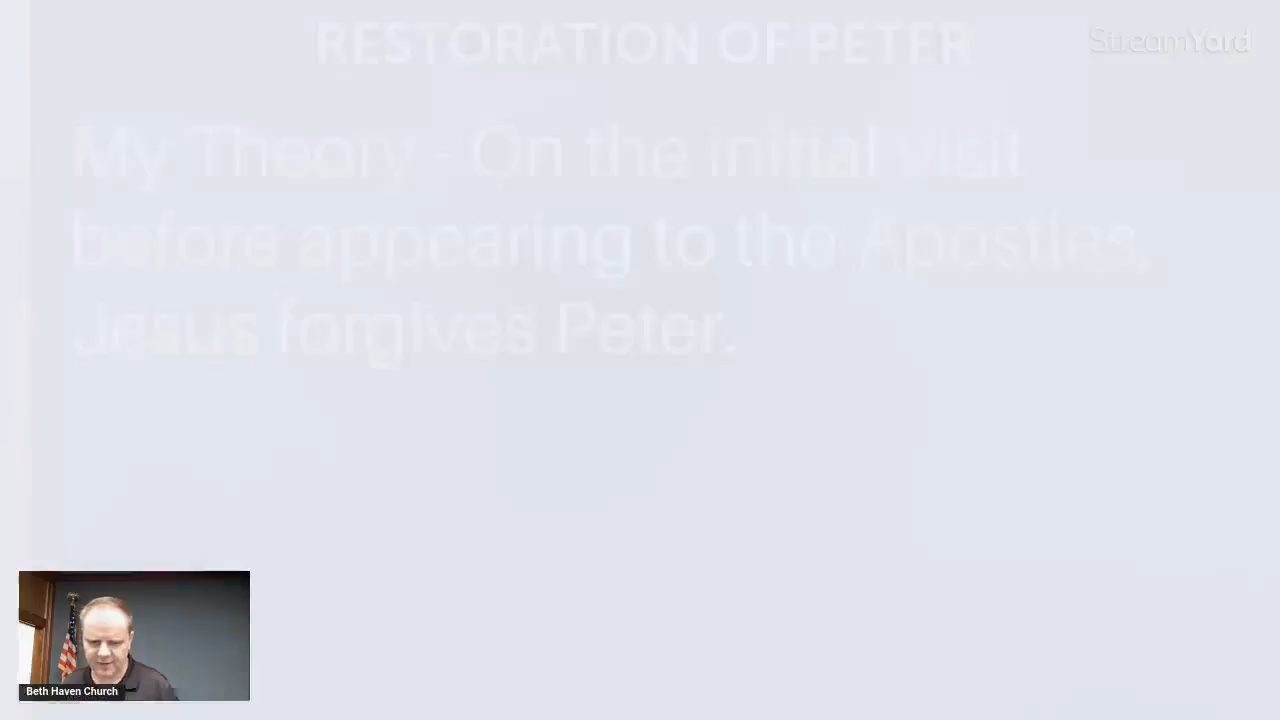 RESTORATION OF PETER
StreamYard
My Theory - On the initial visit
before appearing to the Apostles,
Jesus forgives Peter.
Beth Haven Church